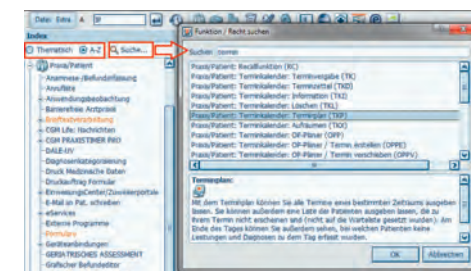 Datei Extra A
Index
Thematisch A-Z Suche...
Praxis/Patient
Anamnese-/Befunderfassung
Anrufliste
Anwendungsbeobachtung
Barrierefreie Arztpraxis
Brieftextverarbeitung
CGM Life: Nachrichten
CGM PRAXISTIMER PRO
DALE-UV
Diagnosenkategorisierung
Druck Medizinische Daten
Druckauftrag Formular
EinweisungsCenter/Zuweiserportale
E-Mail an Pat. schreiben
eServices
Externe Programme
Formulare
Geräteanbindungen
GERIATRISCHES ASSESSMENT
Grafischer Befundeditor
Funktion / Recht suchen
Suchen: termin
Praxis/Patient: Recallfunktion (RC)
Praxis/Patient: Terminkalender: Terminvergabe (TK)
Praxis/Patient: Terminkalender: Terminzettel (TKD)
Praxis/Patient: Terminkalender: Information (TKI)
Praxis/Patient: Terminkalender: Löschen (TKL)
Praxis/Patient: Terminkalender: Terminplan (TKP)
Praxis/Patient: Terminkalender: Aufräumen (TKX)
Praxis/Patient: Terminkalender: OP-Planer (OPP)
Praxis/Patient: Terminkalender: OP-Planer / Termin erstellen (OPPE)
Praxis/Patient: Terminkalender: OP-Planer / Termin verschieben (OPPV)
Terminplan:
Mit dem Terminplan können Sie alle Termine eines bestimmten Zeitraums ausgeben
lassen. Sie können außerdem eine Liste der Patienten ausgeben lassen, die zu
ihrem Termin nicht erschienen sind (nicht auf die Warteliste gesetzt wurden). Am
Ende des Tages können Sie außerdem sehen, bei welchen Patienten keine
Leistungen und Diagnosen zu dem Tag erfasst wurden.
OK Abbrechen